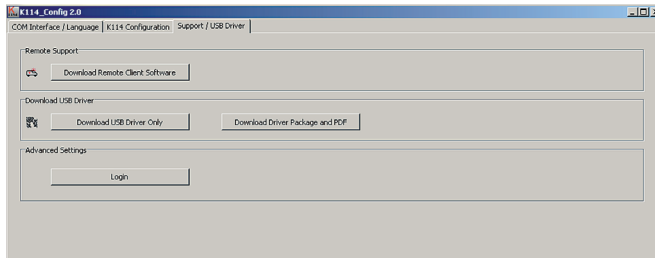 K114_Config 2.0
COM Interface / Language K114 Configuration Support / USB Driver
Remote Support
Download Remote Client Software
Download USB Driver
Download USB Driver Only Download Driver Package and PDF
Advanced Settings
Login